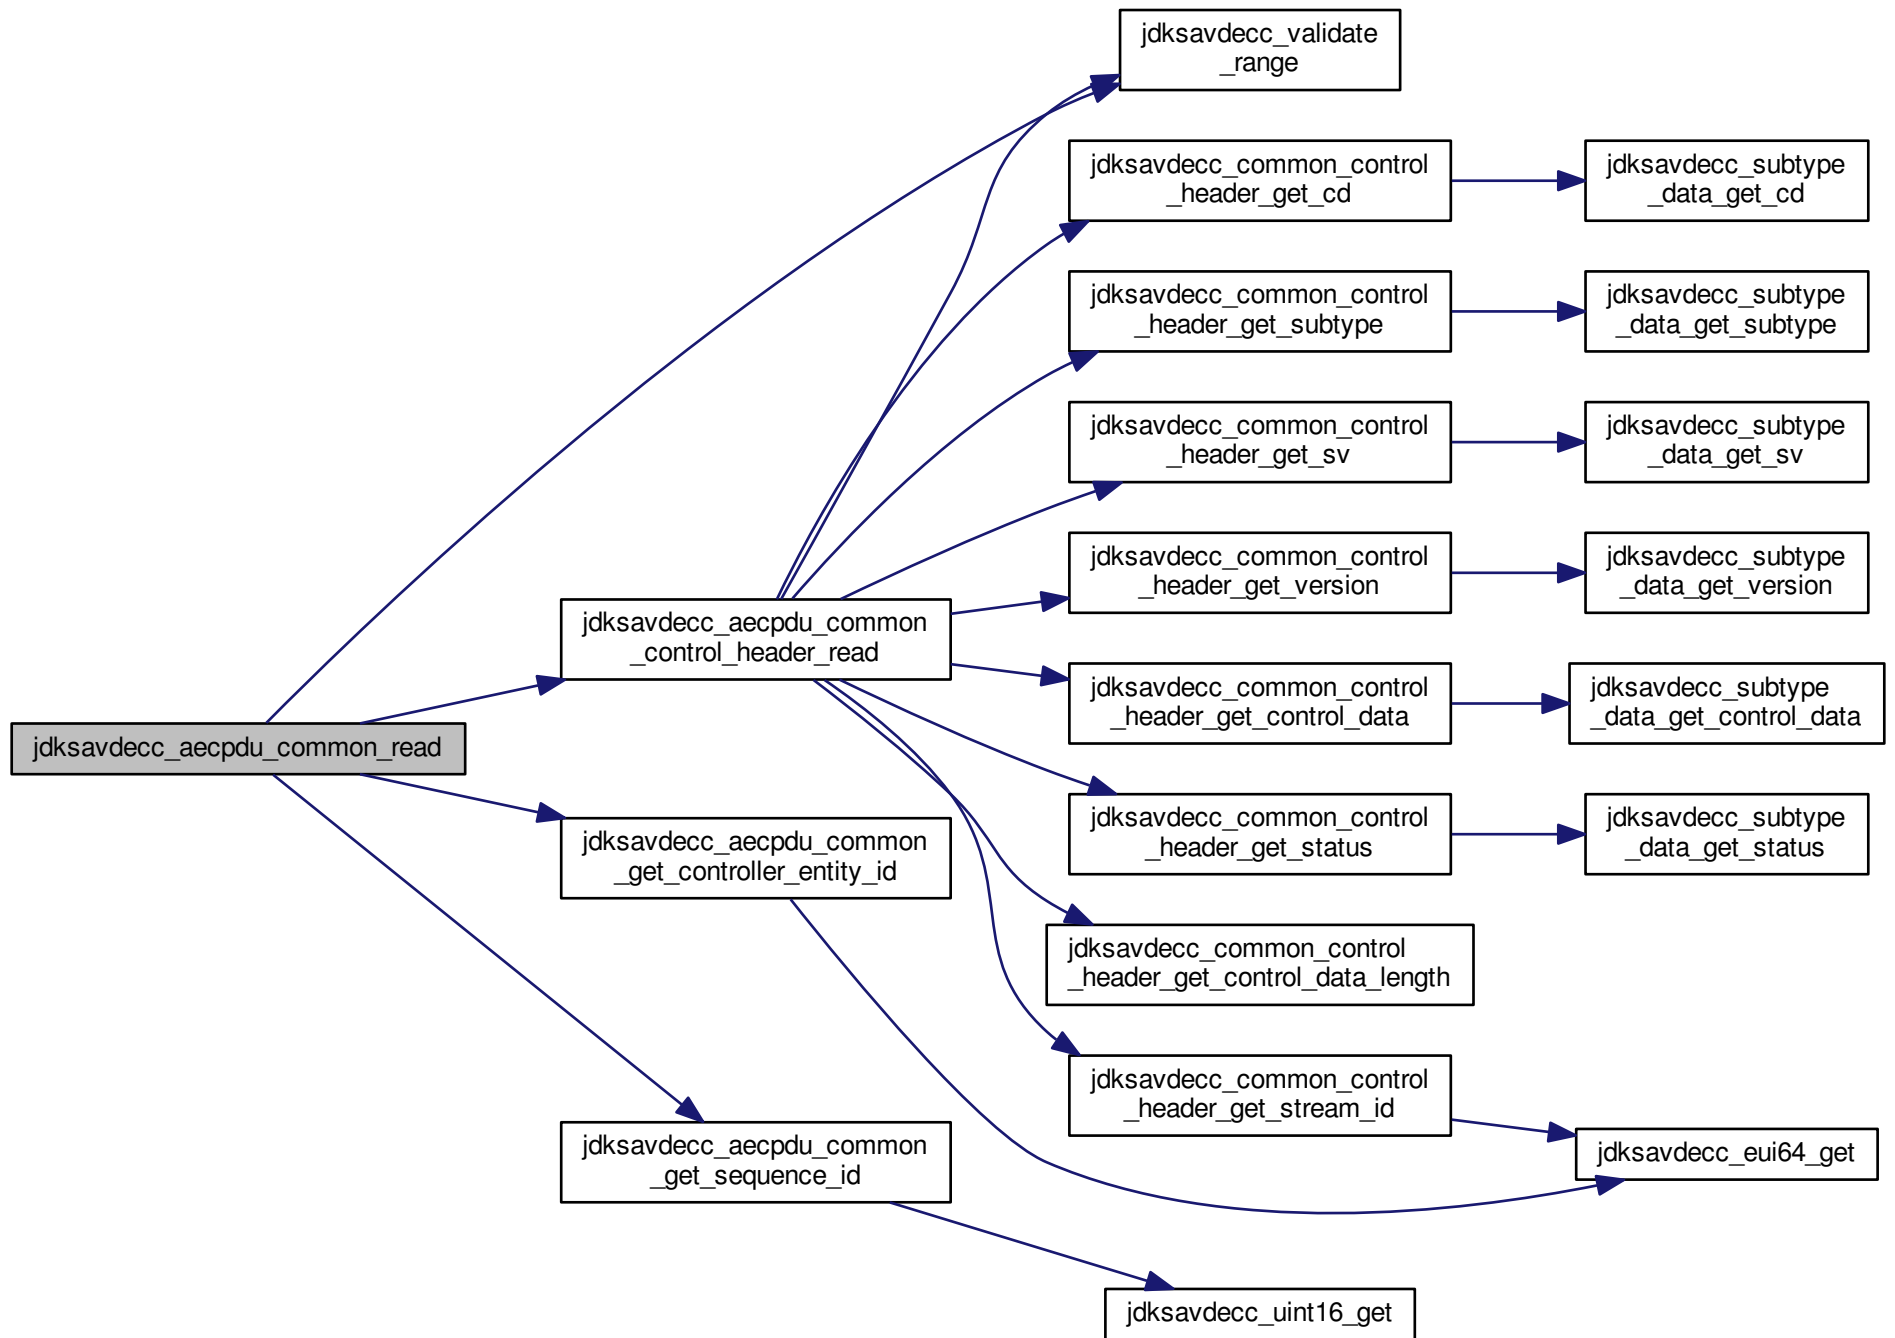 jdksavdecc_validate
_range
jdksavdecc_common_control
_header_get_cd
jdksavdecc_subtype
_data_get_cd
jdksavdecc_common_control
_header_get_subtype
jdksavdecc_subtype
_data_get_subtype
jdksavdecc_common_control
_header_get_sv
jdksavdecc_subtype
_data_get_sv
jdksavdecc_common_control
_header_get_version
jdksavdecc_subtype
_data_get_version
jdksavdecc_aecpdu_common
_control_header_read
jdksavdecc_common_control
_header_get_control_data
jdksavdecc_subtype
_data_get_control_data
jdksavdecc_aecpdu_common_read
jdksavdecc_common_control
_header_get_status
jdksavdecc_subtype
_data_get_status
jdksavdecc_aecpdu_common
_get_controller_entity_id
jdksavdecc_common_control
_header_get_control_data_length
jdksavdecc_common_control
_header_get_stream_id
jdksavdecc_eui64_get
jdksavdecc_aecpdu_common
_get_sequence_id
jdksavdecc_uint16_get